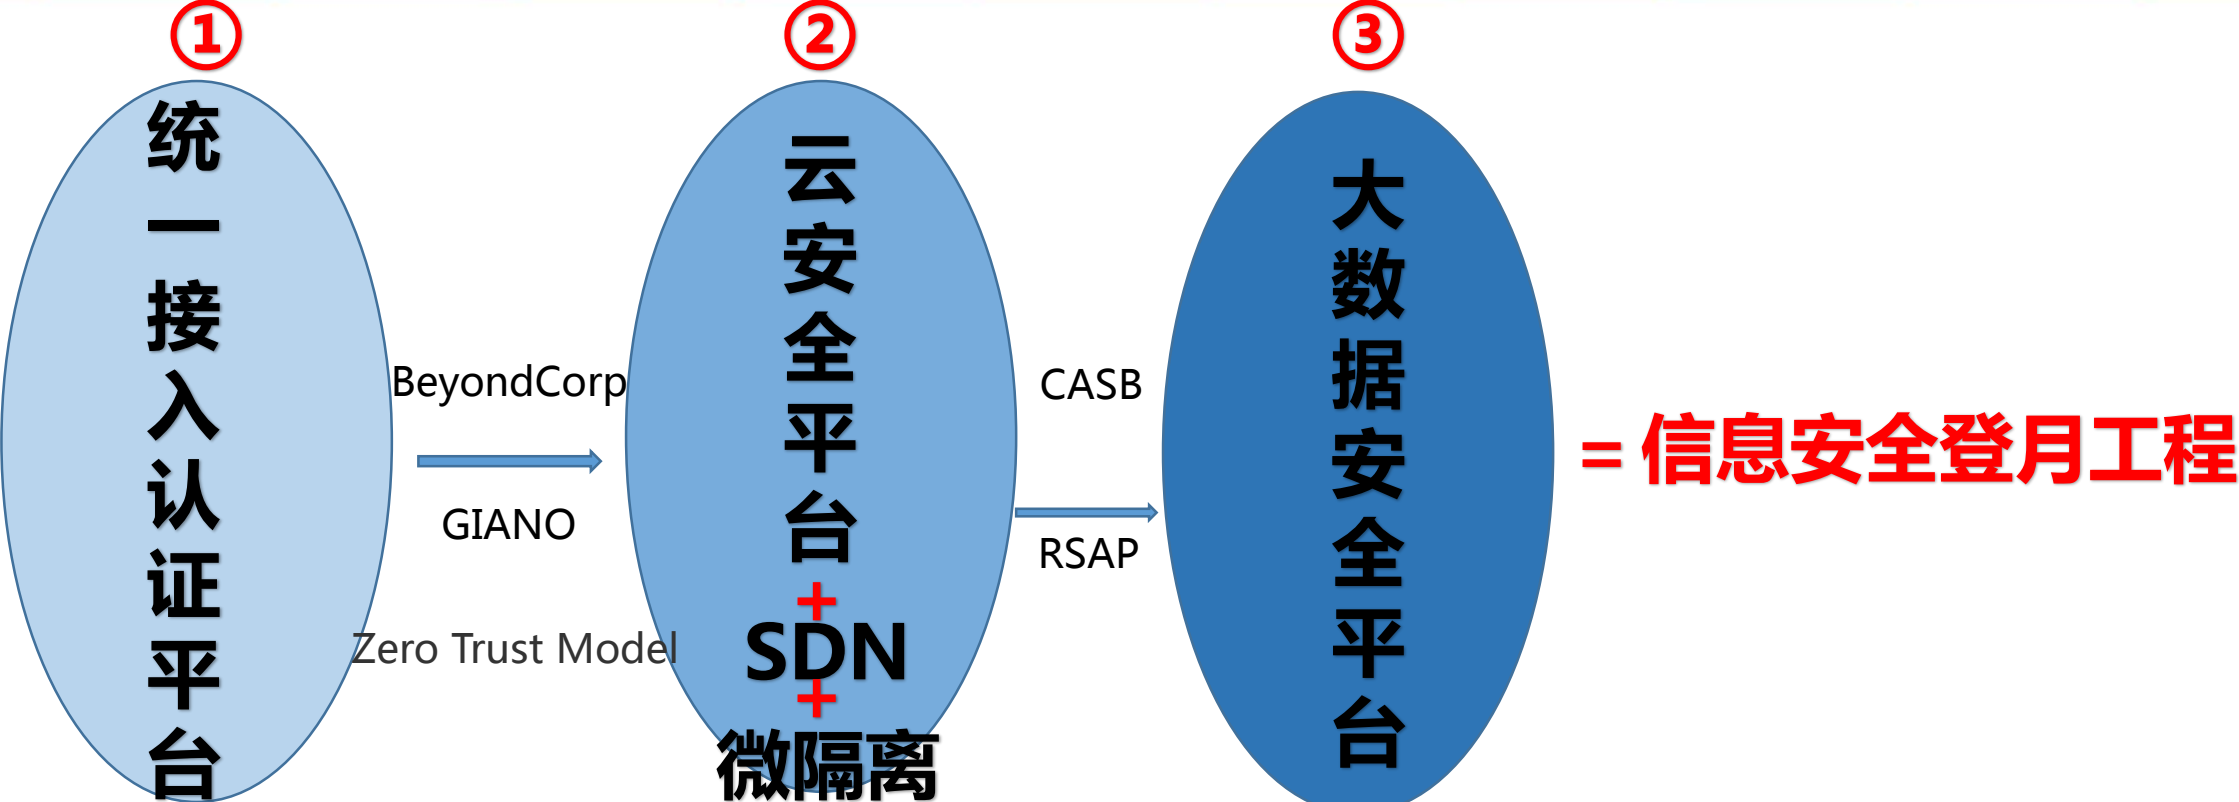 ①
统一接入认证平台
BeyondCorp
GIANO
Zero Trust Model
②
云安全平台
+
SDN
+
微隔离
CASB
RSAP
③
大数据安全平台
=信息安全登月工程